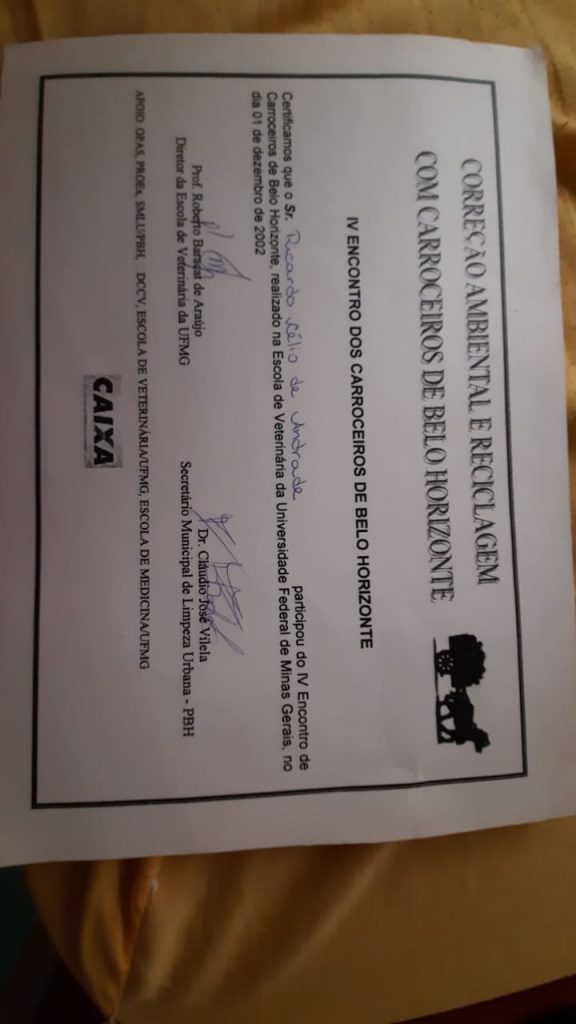 CORREÇÃO AMBIENTAL E RECICLAGEM
COM CARROCEIROS DE BELO HORIZONTE
IV ENCONTRO DOS CARROCEIROS DE BELO HORIZONTE
Certificamos que o Sr. Ricardo Célio de Andrade participou do IV Encontro de
Carroceiros de Belo Horizonte, realizado na Escola de Veterinária da Universidade Federal de Minas Gerais, no
dia 01 de dezembro de 2002
Prof. Roberto Baracat de Araújo
Diretor da Escola de Veterinária da UFMG
Dr. Cláudio José Vilela
Secretário Municipal de Limpeza Urbana - PBH
APOIO: OPAS, PROEx, SMLU/PBH, DCCV, ESCOLA DE VETERINÁRIA/UFMG, ESCOLA DE MEDICINA/UFMG
CAIXA